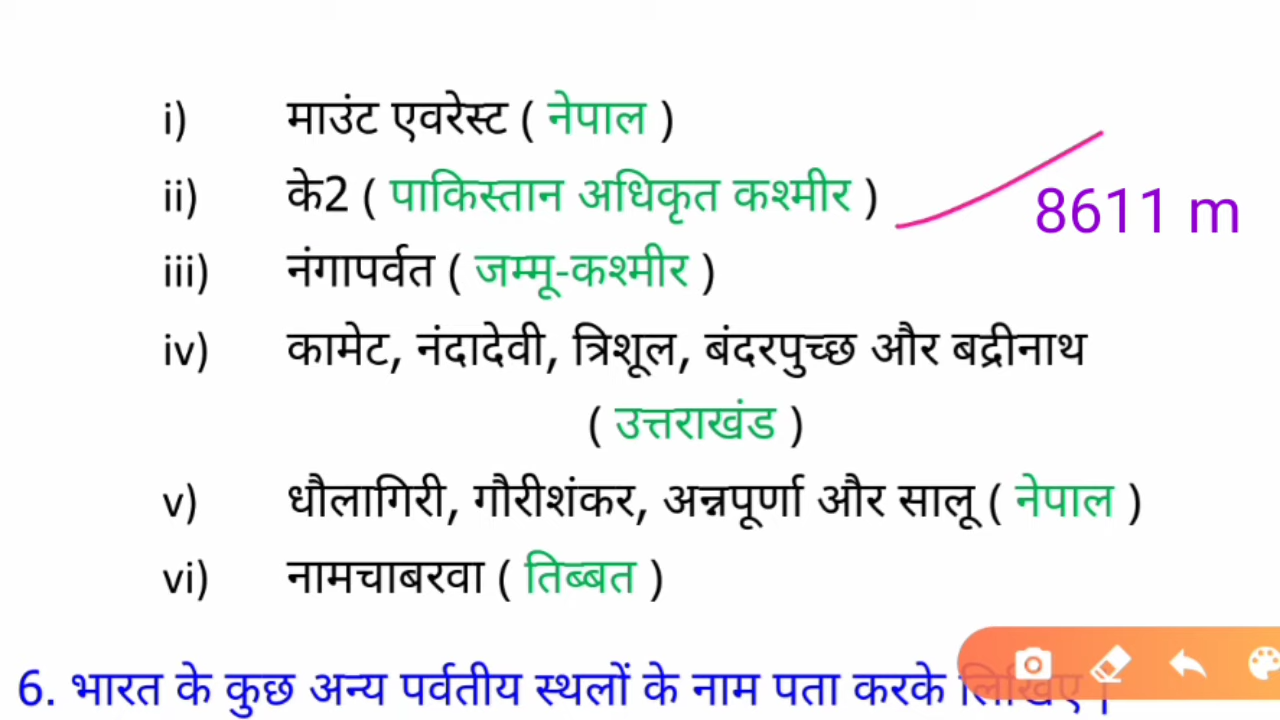 i) माउंट एवरेस्ट ( नेपाल )
ii) के2 ( पाकिस्तान अधिकृत कश्मीर ) 8611 m
iii) नंगापर्वत ( जम्मू-कश्मीर )
iv) कामेट, नंदादेवी, त्रिशूल, बंदरपुच्छ और बद्रीनाथ
( उत्तराखंड )
v) धौलागिरी, गौरीशंकर, अन्नपूर्णा और सालू ( नेपाल )
vi) नामचाबरवा ( तिब्बत )
6. भारत के कुछ अन्य पर्वतीय स्थलों के नाम पता करके लिखिए |